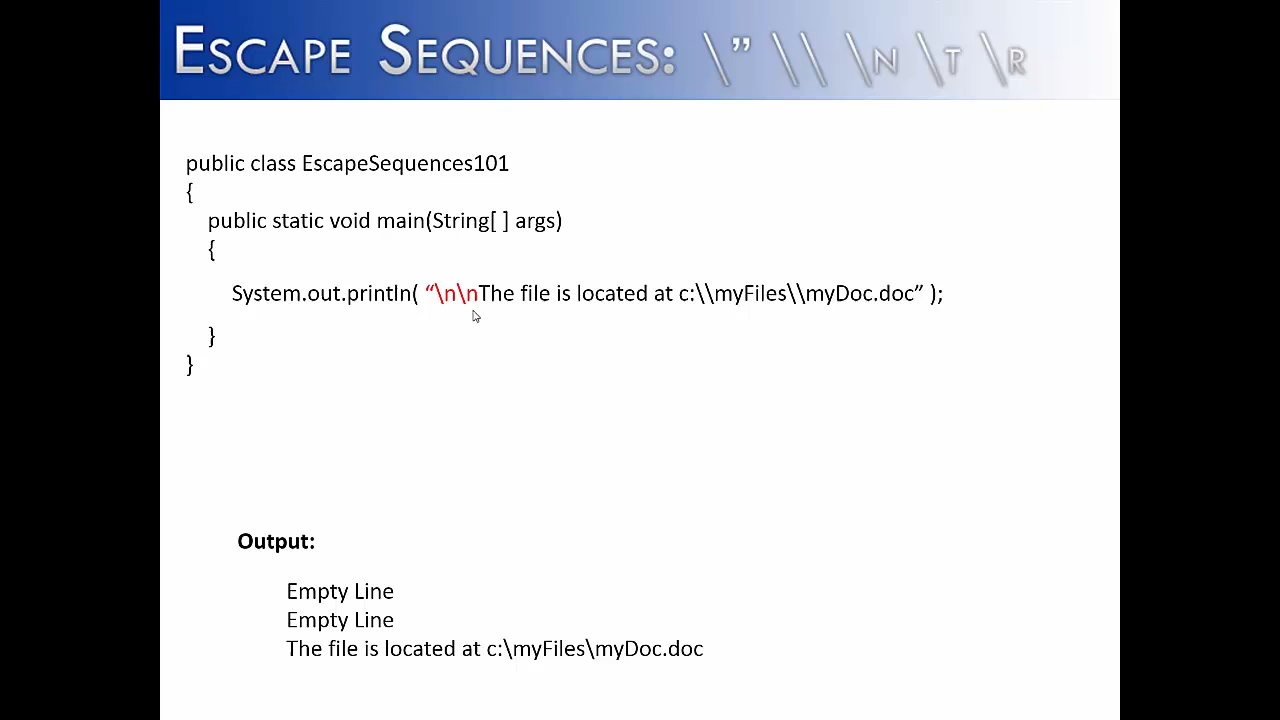 ESCAPE SEQUENCES: \” \\ \N \T \R
public class EscapeSequences101
{
public static void main(String[ ] args)
{
System.out.println( “\n\nThe file is located at c:\\myFiles\\myDoc.doc” );
}
}
Output:
Empty Line
Empty Line
The file is located at c:\myFiles\myDoc.doc